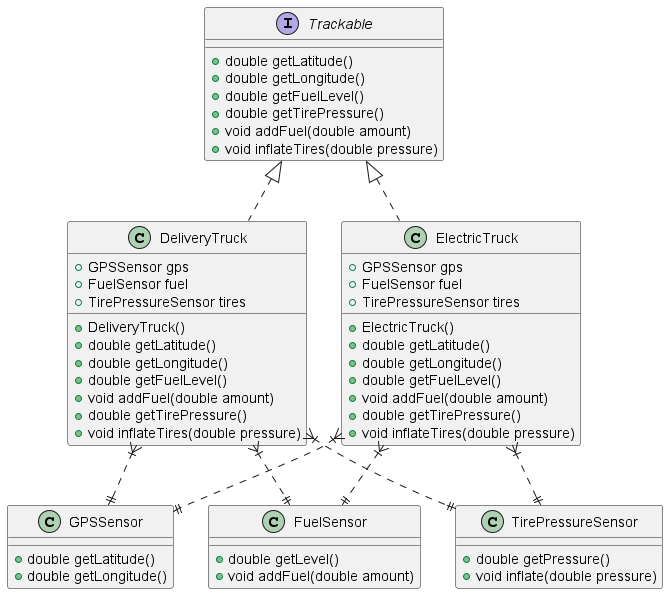 I Trackable
double getLatitude()
double getLongitude()
double getFuelLevel()
double getTirePressure()
void addFuel(double amount)
void inflateTires(double pressure)
C DeliveryTruck
GPSSensor gps
FuelSensor fuel
TirePressureSensor tires
DeliveryTruck()
double getLatitude()
double getLongitude()
double getFuelLevel()
void addFuel(double amount)
double getTirePressure()
void inflateTires(double pressure)
C ElectricTruck
GPSSensor gps
FuelSensor fuel
TirePressureSensor tires
ElectricTruck()
double getLatitude()
double getLongitude()
double getFuelLevel()
void addFuel(double amount)
double getTirePressure()
void inflateTires(double pressure)
C GPSSensor
double getLatitude()
double getLongitude()
C FuelSensor
double getLevel()
void addFuel(double amount)
C TirePressureSensor
double getPressure()
void inflate(double pressure)